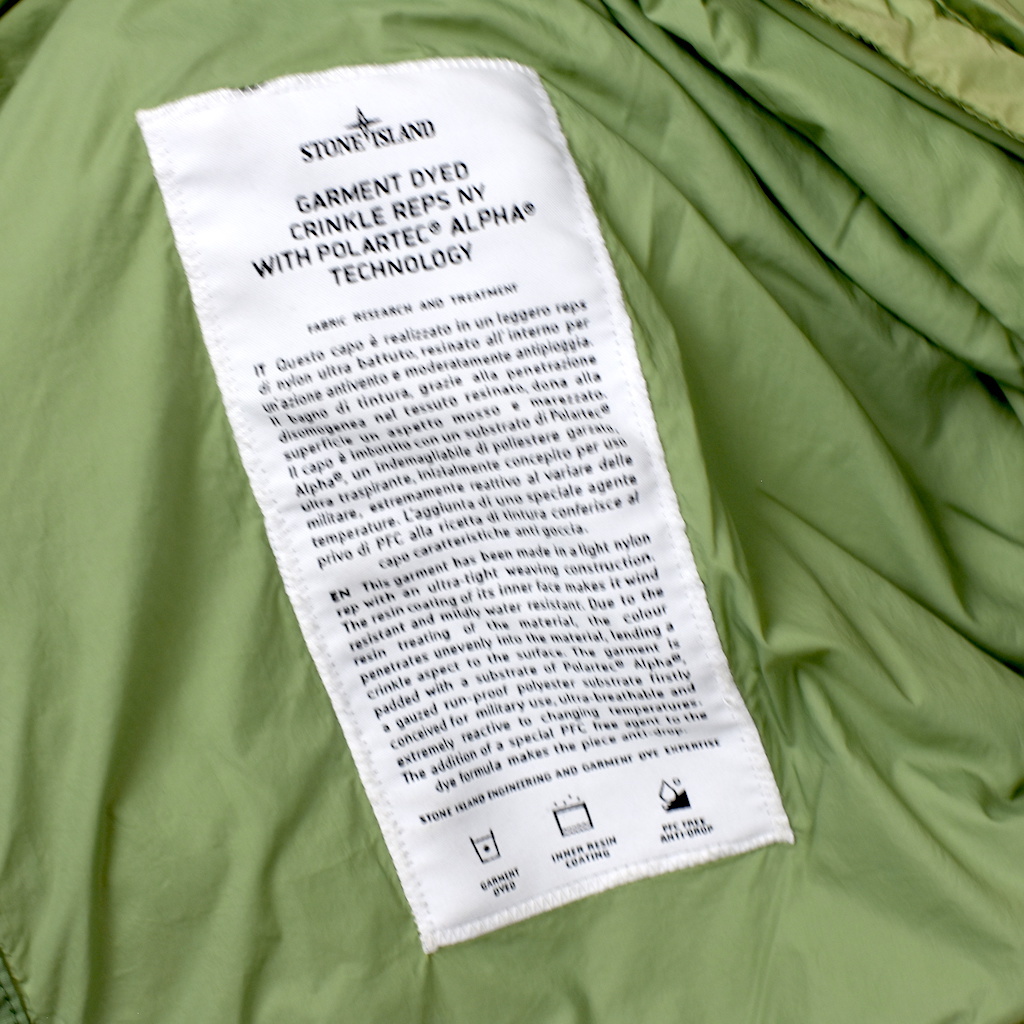 STONE ISLAND
GARMENT DYED
CRINKLE REPS NY
WITH POLARTEC® ALPHA®
TECHNOLOGY
FABRIC RESEARCH AND TREATMENT
IT Questo capo è realizzato in un leggero reps
di nylon ultra battuto, resinato all'interno per
un'azione antivento e moderatamente antipioggia.
Il bagno di tintura, grazie alla penetrazione
disomogenea nel tessuto resinato, dona alla
superficie un aspetto mosso e marezzato.
Il capo è imbottito con un substrato di Polartec®
Alpha®, un indemagliabile di poliestere garzato,
ultra traspirante, inizialmente concepito per uso
militare, estremamente reattivo al variare delle
temperature. L'aggiunta di uno speciale agente
privo di PFC alla ricetta di tintura conferisce al
capo caratteristiche antigoccia.
EN This garment has been made in a light nylon
rep with an ultra-tight weaving construction.
The resin coating of its inner face makes it wind
resistant and mildly water resistant. Due to the
resin treating of the material, the colour
penetrates unevenly into the material, lending a
crinkle aspect to the surface. the garment is
padded with a substrate of Polartec® Alpha®,
a gauzed run-proof polyester substrate firstly
conceived for military use, ultra-breathable and
extremely reactive to changing temperatures.
The addition of a special PFC free agent to the
dye formula makes the piece anti-drop.
STONE ISLAND ENGINEERING AND GARMENT DYE EXPERTISE
GARMENT
DYED
INNER RESIN
COATING
PFC FREE
ANTI DROP